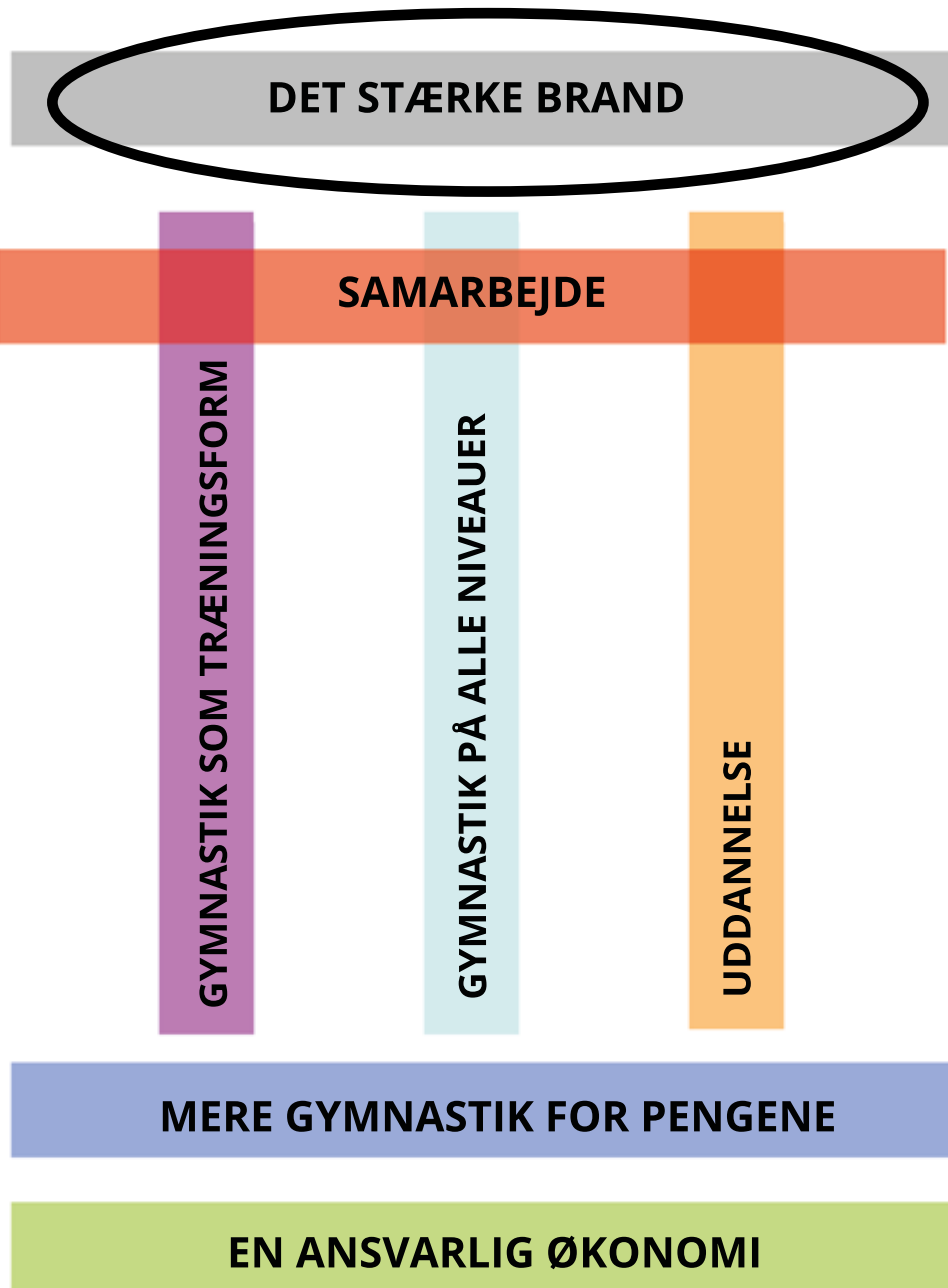 DET STÆRKE BRAND
SAMARBEJDE
GYMNASTIK SOM TRÆNINGSFORM
GYMNASTIK PÅ ALLE NIVEAUER
UDDANNELSE
MERE GYMNASTIK FOR PENGENE
EN ANSVARLIG ØKONOMI